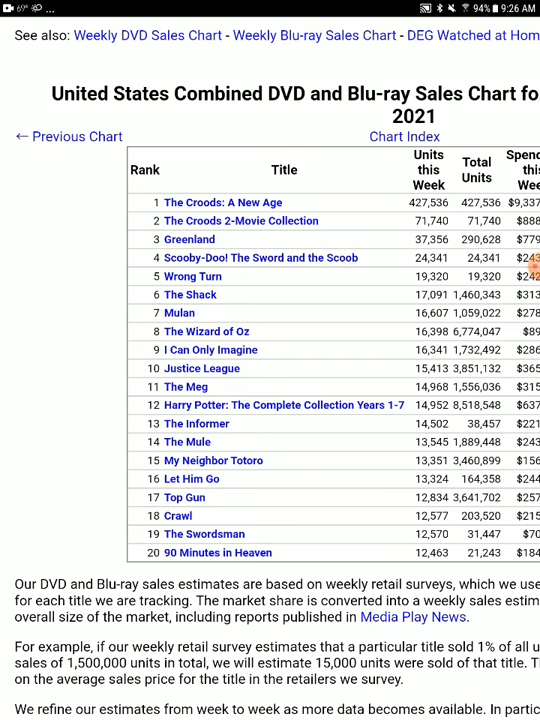 69° ... 94% 9:26 AM
See also: Weekly DVD Sales Chart - Weekly Blu-ray Sales Chart - DEG Watched at Hom
United States Combined DVD and Blu-ray Sales Chart fo
2021
← Previous Chart Chart Index
Rank Title Units this Week Total Units Spend this Wee
1 The Croods: A New Age 427,536 427,536 $9,337
2 The Croods 2-Movie Collection 71,740 71,740 $888
3 Greenland 37,356 290,628 $779
4 Scooby-Doo! The Sword and the Scoob 24,341 24,341 $243
5 Wrong Turn 19,320 19,320 $242
6 The Shack 17,091 1,460,343 $313
7 Mulan 16,607 1,059,022 $278
8 The Wizard of Oz 16,398 6,774,047 $89
9 I Can Only Imagine 16,341 1,732,492 $286
10 Justice League 15,413 3,851,132 $365
11 The Meg 14,968 1,556,036 $315
12 Harry Potter: The Complete Collection Years 1-7 14,952 8,518,548 $637
13 The Informer 14,502 38,457 $221
14 The Mule 13,545 1,889,448 $243
15 My Neighbor Totoro 13,351 3,460,899 $156
16 Let Him Go 13,324 164,358 $244
17 Top Gun 12,834 3,641,702 $257
18 Crawl 12,577 203,520 $215
19 The Swordsman 12,570 31,447 $70
20 90 Minutes in Heaven 12,463 21,243 $184
Our DVD and Blu-ray sales estimates are based on weekly retail surveys, which we use
for each title we are tracking. The market share is converted into a weekly sales estim
overall size of the market, including reports published in Media Play News.
For example, if our weekly retail survey estimates that a particular title sold 1% of all u
sales of 1,500,000 units in total, we will estimate 15,000 units were sold of that title. T
on the average sales price for the title in the retailers we survey.
We refine our estimates from week to week as more data becomes available. In partic